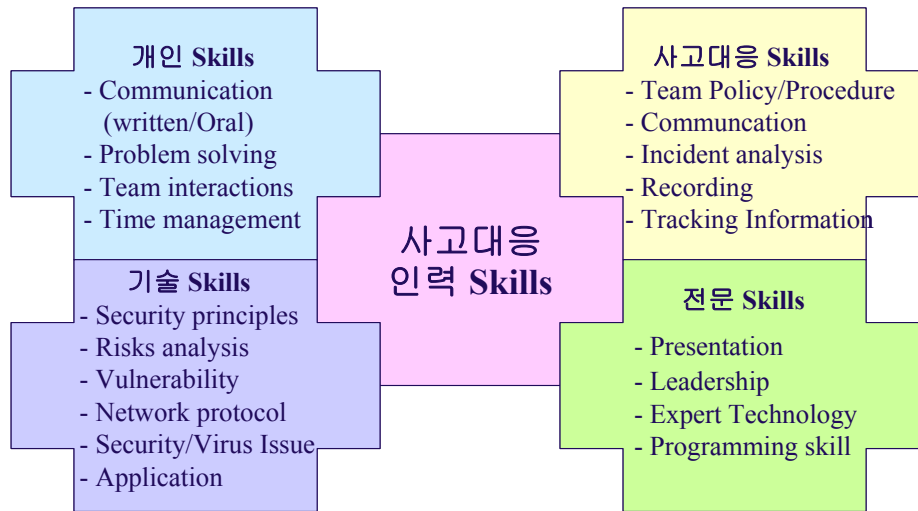 개인 Skills
- Communication
(written/Oral)
- Problem solving
- Team interactions
- Time management
사고대응 Skills
- Team Policy/Procedure
- Communcation
- Incident analysis
- Recording
- Tracking Information
사고대응
인력 Skills
기술 Skills
- Security principles
- Risks analysis
- Vulnerability
- Network protocol
- Security/Virus Issue
- Application
전문 Skills
- Presentation
- Leadership
- Expert Technology
- Programming skill